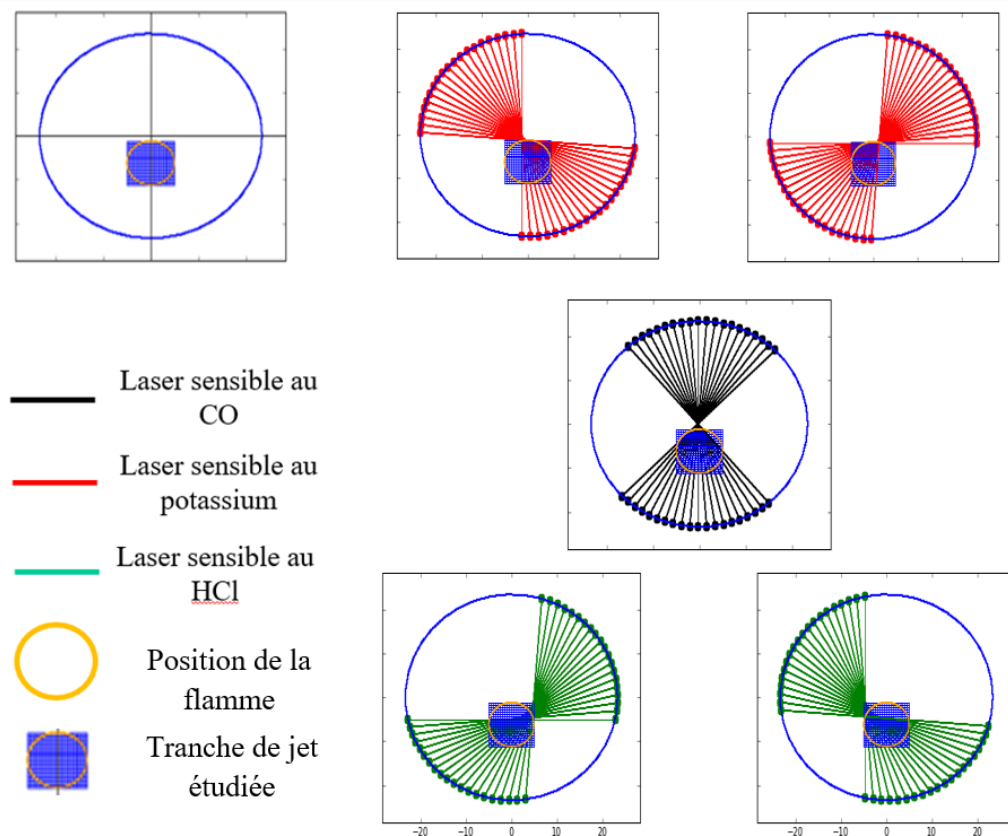 Laser sensible au
CO
Laser sensible au
potassium
Laser sensible au
HCl
Position de la
flamme
Tranche de jet
étudiée
−20 −10 0 10 20
−20 −10 0 10 20